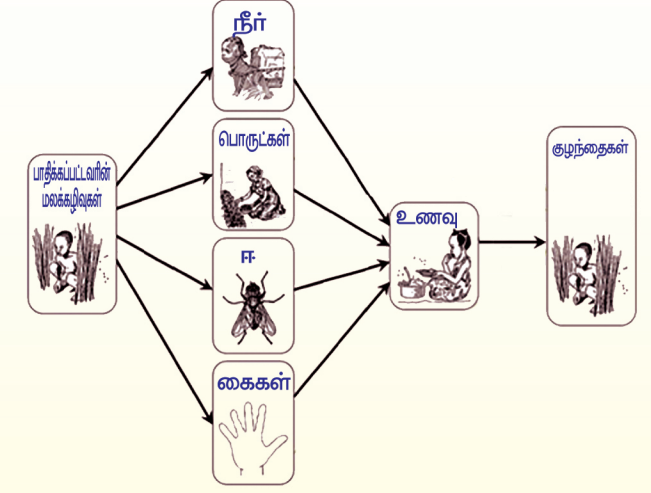 நீர்
பொருட்கள்
பாதிக்கப்பட்டவரின்
மலக்கழிவுகள்
ஈ
கைகள்
உணவு
குழந்தைகள்